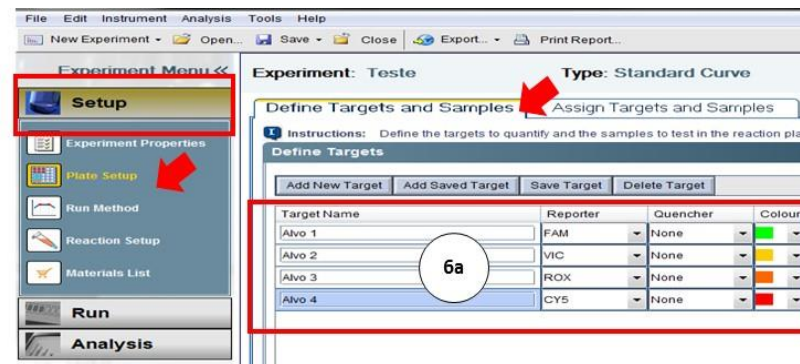 File Edit Instrument Analysis Tools Help
New Experiment Open... Save Close Export... Print Report...
Experiment Menu «
Experiment: Teste Type: Standard Curve
Setup
Define Targets and Samples Assign Targets and Samples
Instructions: Define the targets to quantify and the samples to test in the reaction pla
Experiment Properties
Define Targets
Plate Setup
Add New Target Add Saved Target Save Target Delete Target
Run Method
Target Name Reporter Quencher Colour
Alvo 1 FAM None
Reaction Setup
Alvo 2 VIC None
6a
Alvo 3 ROX None
Materials List
Alvo 4 CY5 None
Run
Analysis